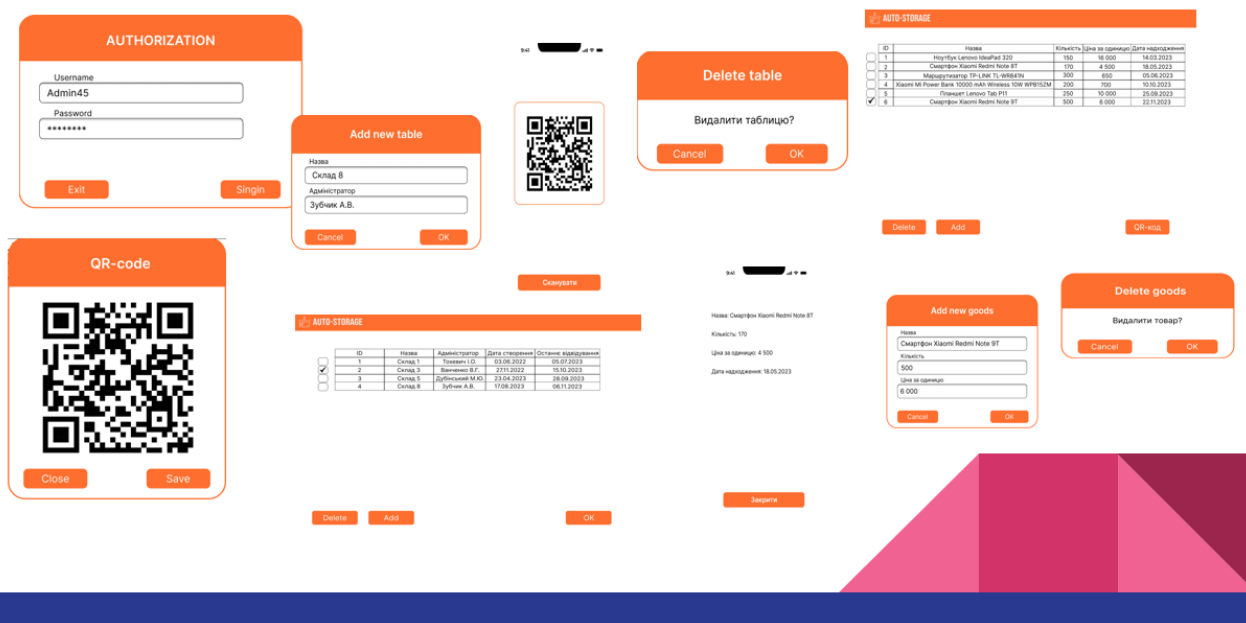 AUTHORIZATION
Username
Admin45
Password
********
Exit
Singin
QR-code
Close
Save
Add new table
Назва
Склад 8
Адміністратор
Зубчик А.В.
Cancel
OK
9:41
Сканувати
AUTO-STORAGE
ID Назва Адміністратор Дата створення Останнє відвідування
1 Склад 1 Тозевич І.О. 03.06.2022 05.07.2023
2 Склад 3 Ванченко В.Г. 27.11.2022 15.10.2023
3 Склад 5 Дубінський М.Ю. 23.04.2023 28.09.2023
4 Склад 8 Зубчик А.В. 17.08.2023 06.11.2023
Delete
Add
OK
Delete table
Видалити таблицю?
Cancel
OK
9:41
Назва: Смартфон Xiaomi Redmi Note 8T
Кількість: 170
Ціна за одиницю: 4 500
Дата надходження: 18.05.2023
Закрити
AUTO-STORAGE
ID Назва Кількість Ціна за одиницю Дата надходження
1 Ноутбук Lenovo IdeaPad 320 150 16 000 14.03.2023
2 Смартфон Xiaomi Redmi Note 8T 170 4 500 18.05.2023
3 Маршрутизатор TP-LINK TL-WR841N 300 650 05.06.2023
4 Xiaomi Mi Power Bank 10000 mAh Wireless 10W WPB15ZM 200 700 10.10.2023
5 Планшет Lenovo Tab P11 250 10 000 25.09.2023
6 Смартфон Xiaomi Redmi Note 9T 500 6 000 22.11.2023
Delete
Add
QR-код
Add new goods
Назва
Смартфон Xiaomi Redmi Note 9T
Кількість
500
Ціна за одиницю
6 000
Cancel
OK
Delete goods
Видалити товар?
Cancel
OK